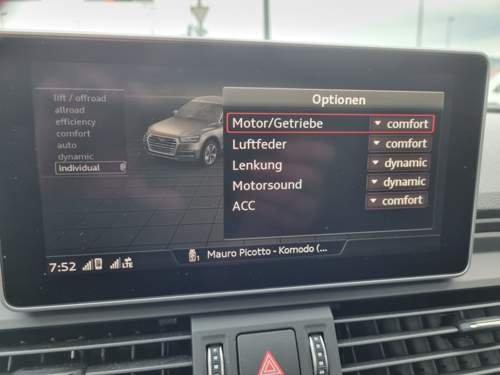 lift / offroad
allroad
efficiency
comfort
auto
dynamic
individual
Optionen
Motor/Getriebe comfort
Luftfeder comfort
Lenkung dynamic
Motorsound dynamic
ACC comfort
7:52 LTE 1 Mauro Picotto - Komodo (...